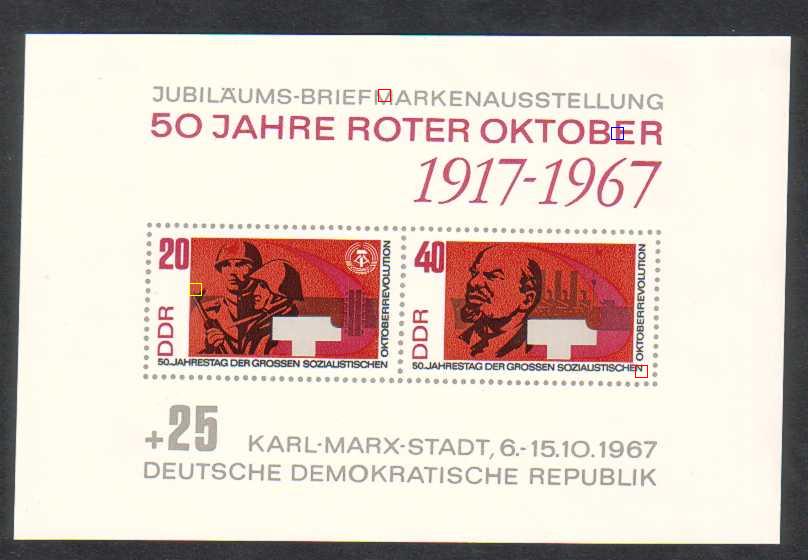 JUBILÄUMS-BRIEFMARKENAUSSTELLUNG
50 JAHRE ROTER OKTOBER
1917-1967
20
DDR
50. JAHRESTAG DER GROSSEN SOZIALISTISCHEN
OKTOBERREVOLUTION
40
DDR
50. JAHRESTAG DER GROSSEN SOZIALISTISCHEN
OKTOBERREVOLUTION
+25 KARL-MARX-STADT, 6.-15.10.1967
DEUTSCHE DEMOKRATISCHE REPUBLIK